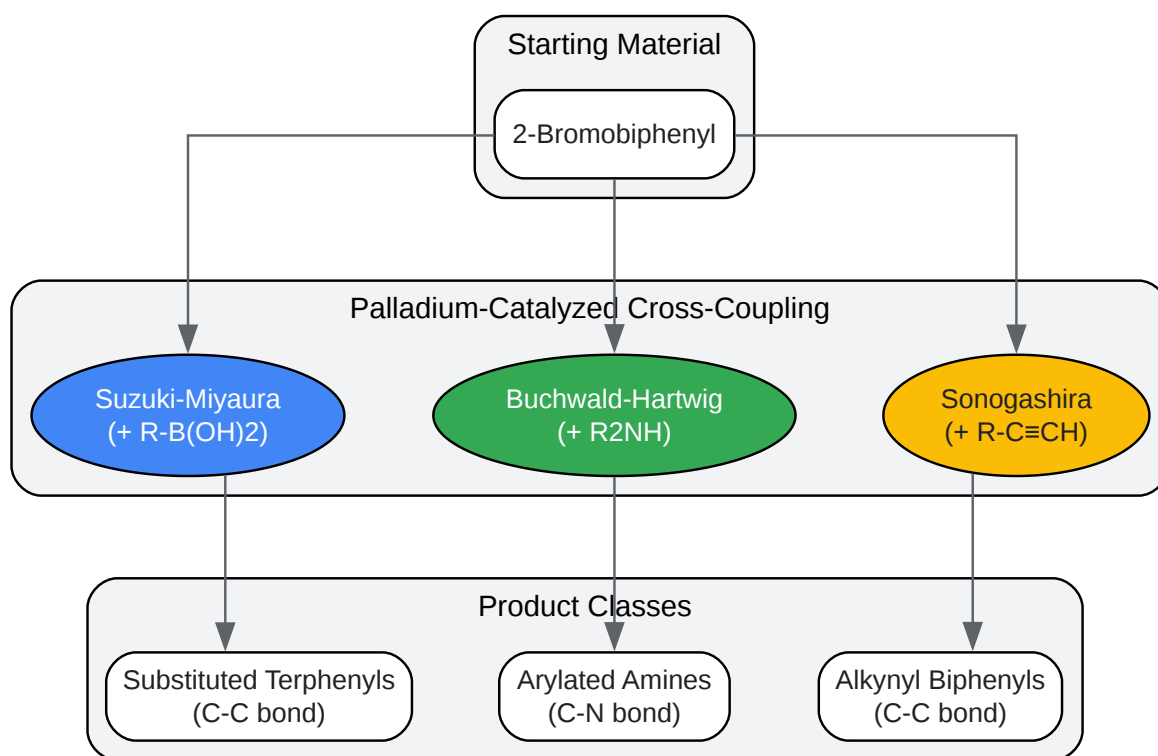 Starting Material
2-Bromobiphenyl
Palladium-Catalyzed Cross-Coupling
Suzuki-Miyaura
(+ R-B(OH)2)
Buchwald-Hartwig
(+ R2NH)
Sonogashira
(+ R-C≡CH)
Product Classes
Substituted Terphenyls
(C-C bond)
Arylated Amines
(C-N bond)
Alkynyl Biphenyls
(C-C bond)